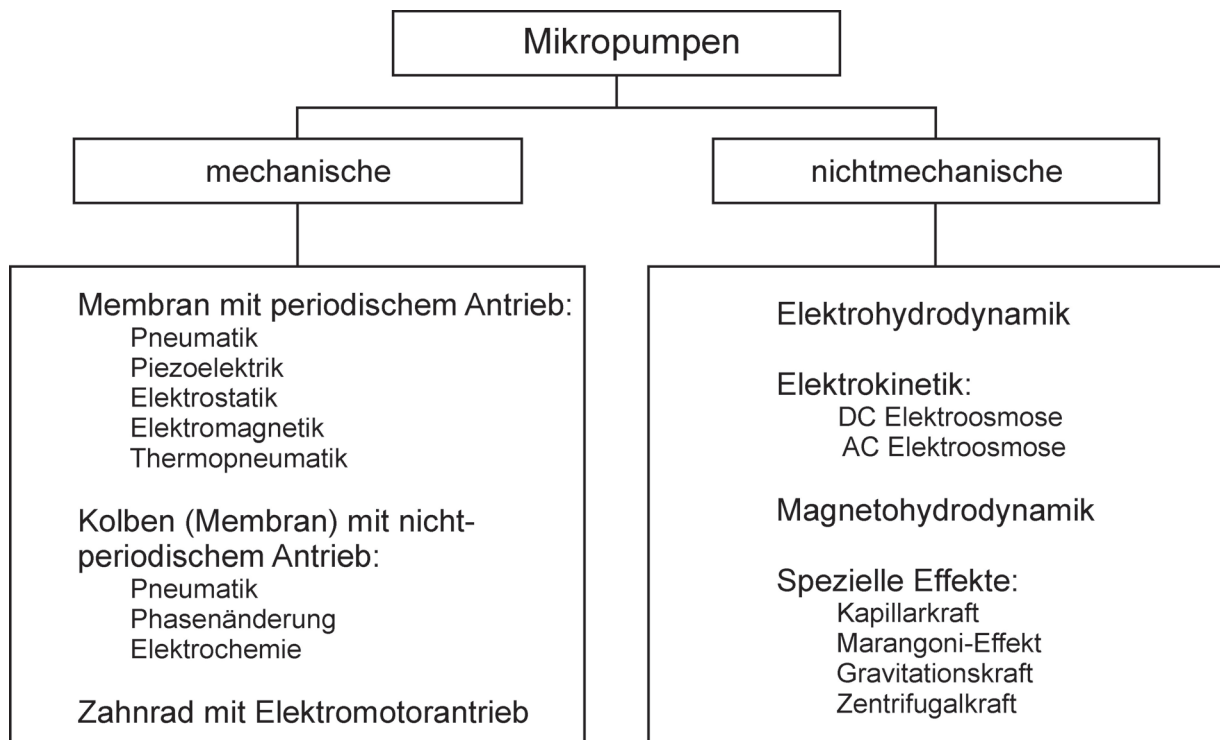 Mikropumpen
mechanische
nichtmechanische
Membran mit periodischem Antrieb:
Pneumatik
Piezoelektrik
Elektrostatik
Elektromagnetik
Thermopneumatik
Kolben (Membran) mit nicht-
periodischem Antrieb:
Pneumatik
Phasenänderung
Elektrochemie
Zahnrad mit Elektromotorantrieb
Elektrohydrodynamik
Elektrokinetik:
DC Elektroosmose
AC Elektroosmose
Magnetohydrodynamik
Spezielle Effekte:
Kapillarkraft
Marangoni-Effekt
Gravitationskraft
Zentrifugalkraft